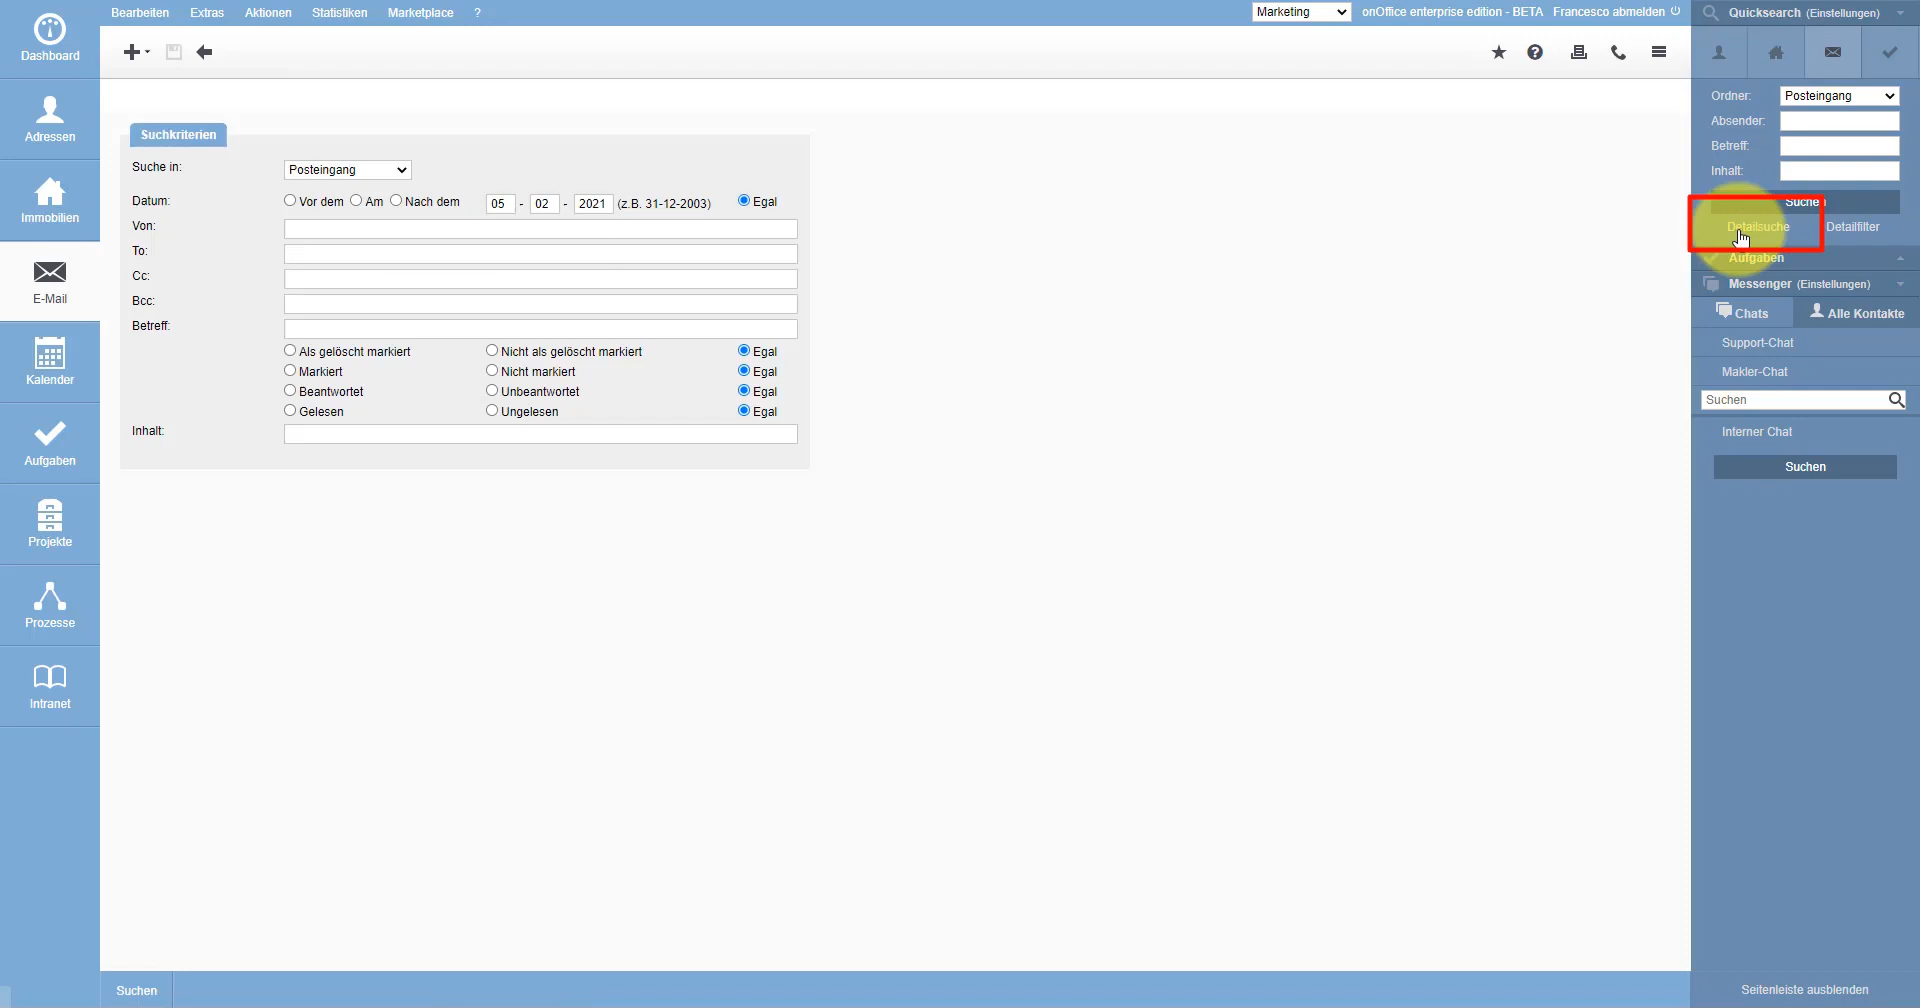 Bearbeiten Extras Aktionen Statistiken Marketplace ?
Marketing onOffice enterprise edition - BETA Francesco abmelden
Dashboard
Adressen
Immobilien
E-Mail
Kalender
Aufgaben
Projekte
Prozesse
Intranet
Suchkriterien
Suche in: Posteingang
Datum: Vor dem Am Nach dem 05 - 02 - 2021 (z.B. 31-12-2003) Egal
Von:
To:
Cc:
Bcc:
Betreff:
Als gelöscht markiert Nicht als gelöscht markiert Egal
Markiert Nicht markiert Egal
Beantwortet Unbeantwortet Egal
Gelesen Ungelesen Egal
Inhalt:
Suchen
Quicksearch (Einstellungen)
Ordner: Posteingang
Absender:
Betreff:
Inhalt:
Suchen
Detailsuche Detailfilter
Aufgaben
Messenger (Einstellungen)
Chats Alle Kontakte
Support-Chat
Makler-Chat
Suchen
Interner Chat
Suchen
Seitenleiste ausblenden